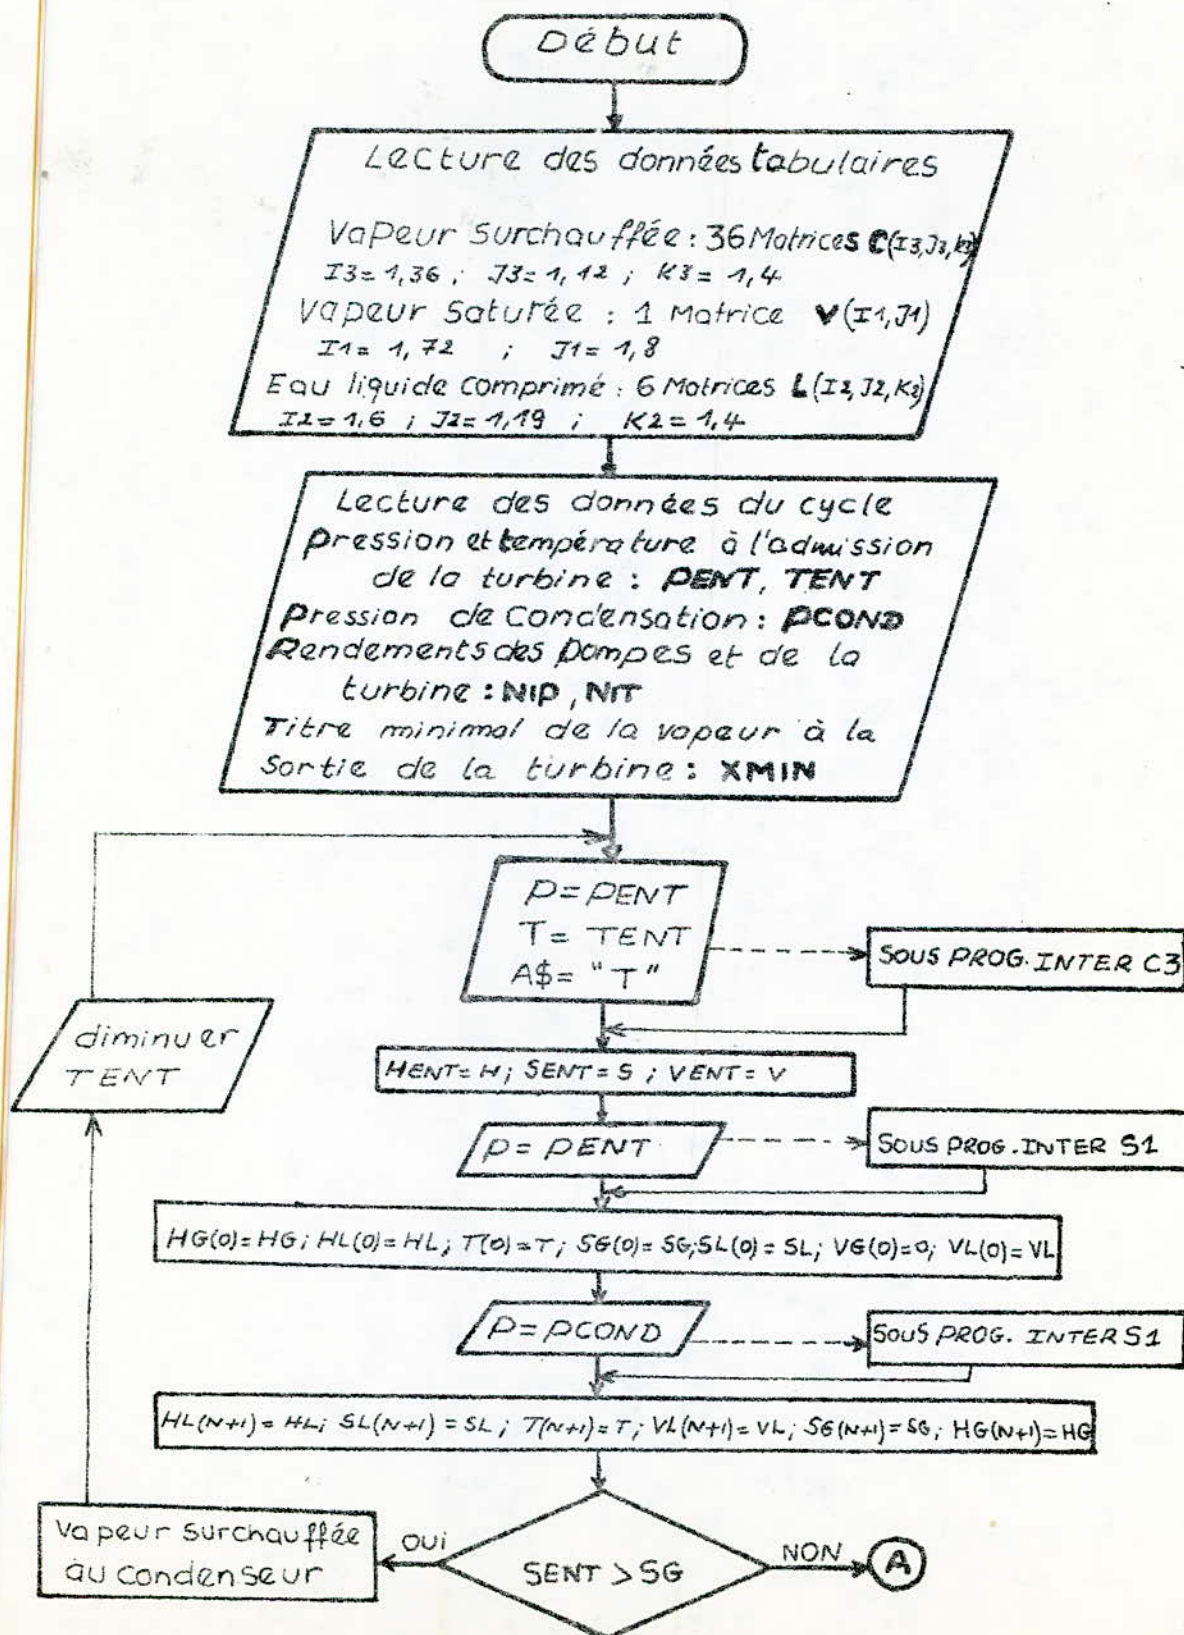 Début
Lecture des données tabulaires
Vapeur Surchauffée : 36 Matrices C(I3,J3,K3)
I3=1,36 ; J3=1,12 ; K3=1,4
Vapeur Saturée : 1 Matrice V(I1,J1)
I1=1,72 ; J1=1,8
Eau liquide comprimé : 6 Matrices L(I2,J2,K2)
I2=1,6 ; J2=1,19 ; K2=1,4
Lecture des données du cycle
Pression et température à l'admission
de la turbine : PENT, TENT
Pression de Condensation : PCOND
Rendements des pompes et de la
turbine : NIP, NIT
Titre minimal de la vapeur à la
Sortie de la turbine : XMIN
P=PENT
T= TENT
A$= "T"
SOUS PROG. INTER C3
diminuer
TENT
HENT=H; SENT=S ; VENT=V
P=PENT
SOUS PROG. INTER S1
HG(0)=HG; HL(0)=HL; T(0)=T; SG(0)=SG; SL(0)=SL; VG(0)=0; VL(0)=VL
P=PCOND
SOUS PROG. INTER S1
HL(N+1)=HL; SL(N+1)=SL; T(N+1)=T; VL(N+1)=VL; SG(N+1)=SG; HG(N+1)=HG
Vapeur Surchauffée
au Condenseur
OUI
SENT > SG
NON
A